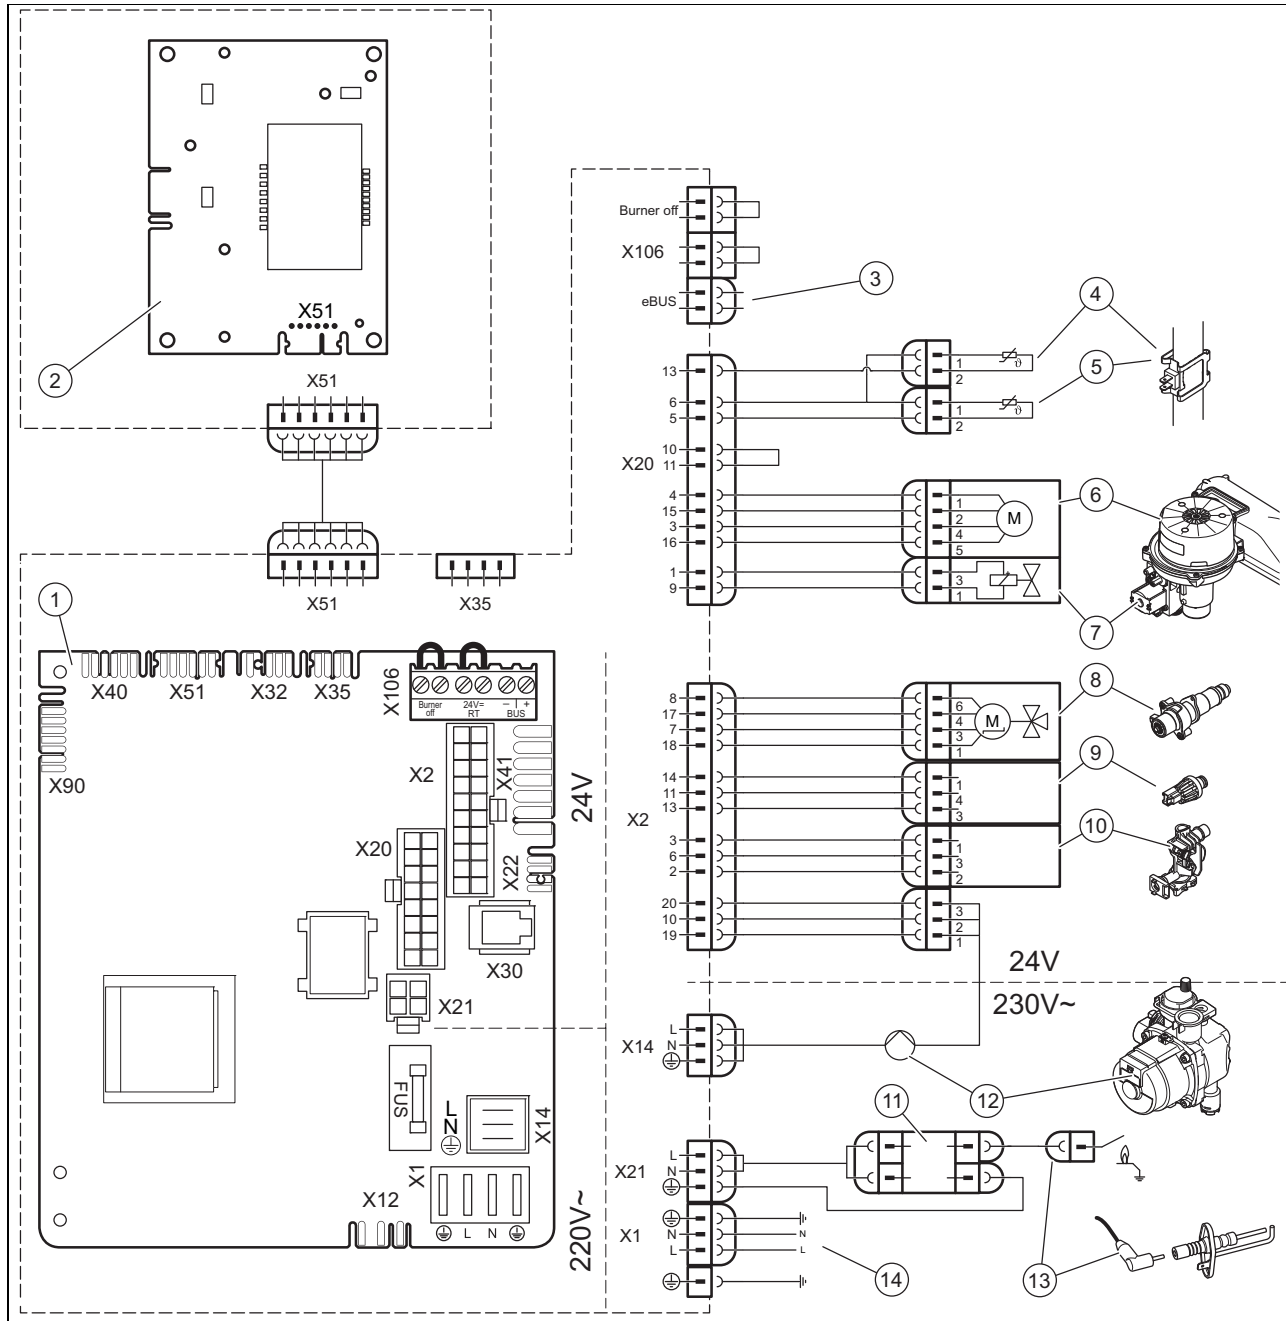 X51
2
X51
X51
X35
1
X40
X51
X32
X35
X106
Burner
off
24V=
RT
– | +
BUS
X90
X2
X41
24V
X20
X22
X30
X21
FUS
L
N
X14
X1
X12
L
N
220V~
Burner off
X106
eBUS
3
13
6
5
X20
10
11
4
15
3
16
1
9
1
2
ϑ
1
2
ϑ
4
5
1
2
4
5
M
6
3
1
7
8
17
7
18
6
4
3
1
M
8
14
11
13
1
4
3
9
X2
3
6
2
1
3
2
10
20
10
19
3
2
1
24V
230V~
X14
L
N
12
11
X21
L
N
X1
N
L
N
L
14
13